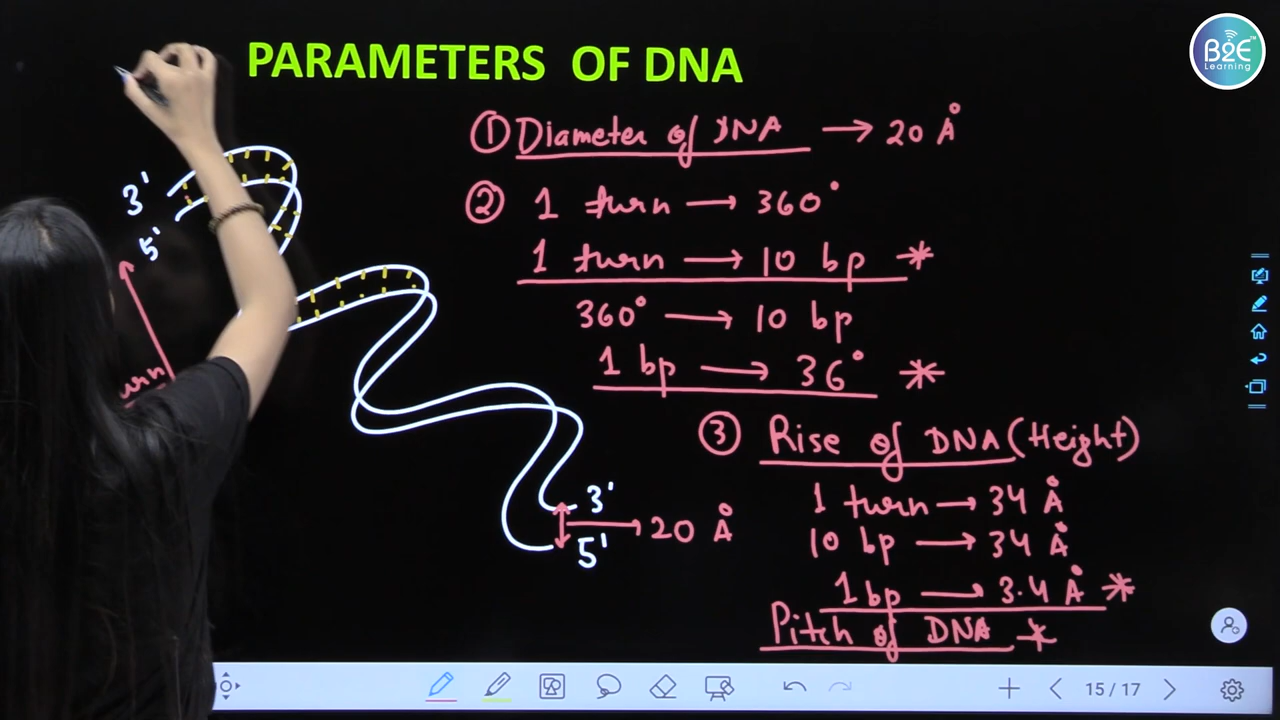 PARAMETERS OF DNA
B2E
Learning
TM
① Diameter of DNA → 20 Å
② 1 turn → 360°
1 turn → 10 bp *
360° → 10 bp
1 bp → 36° *
③ Rise of DNA (Height)
1 turn → 34 Å
10 bp → 34 Å
1 bp → 3.4 Å *
Pitch of DNA *
3'
5'
urn
3'
5'
20 Å
15 / 17